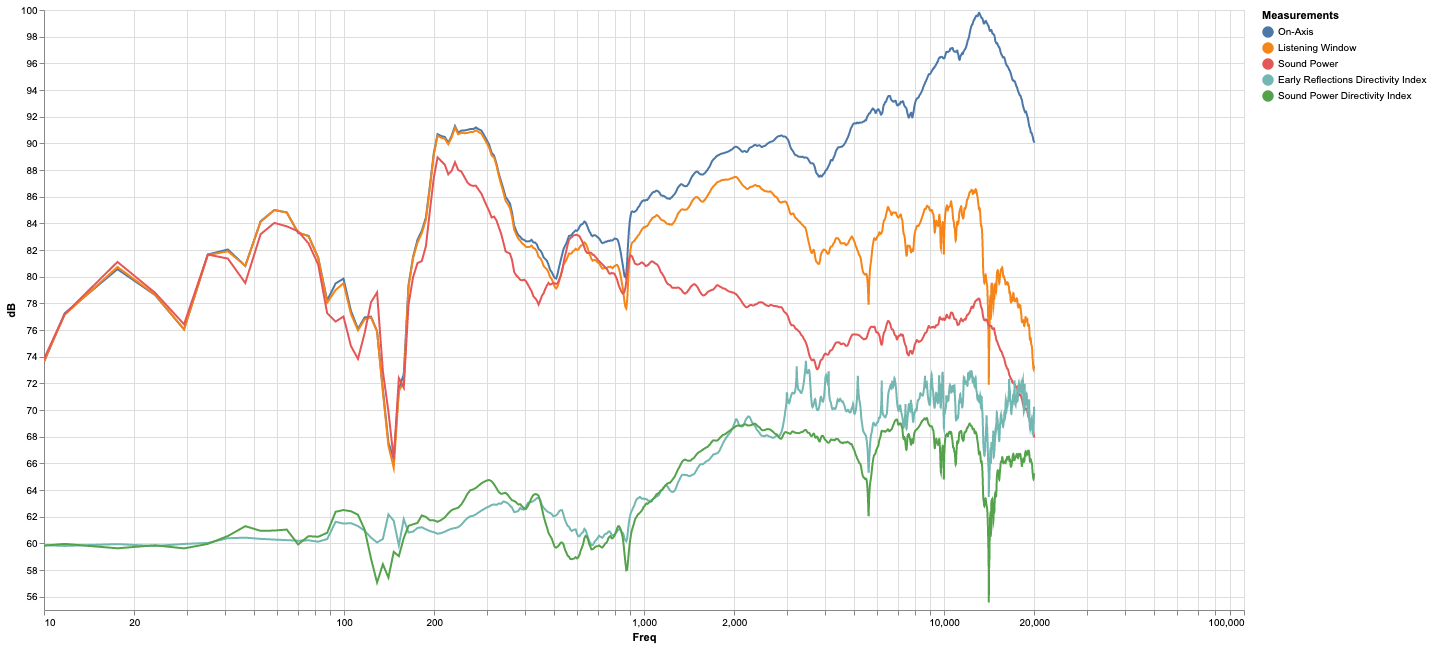 100
98
96
94
92
90
88
86
84
82
80
78
76
74
72
70
68
66
64
62
60
58
56
dB
10 20 100 200 1,000 2,000 10,000 20,000 100,000
Freq
Measurements
On-Axis
Listening Window
Sound Power
Early Reflections Directivity Index
Sound Power Directivity Index